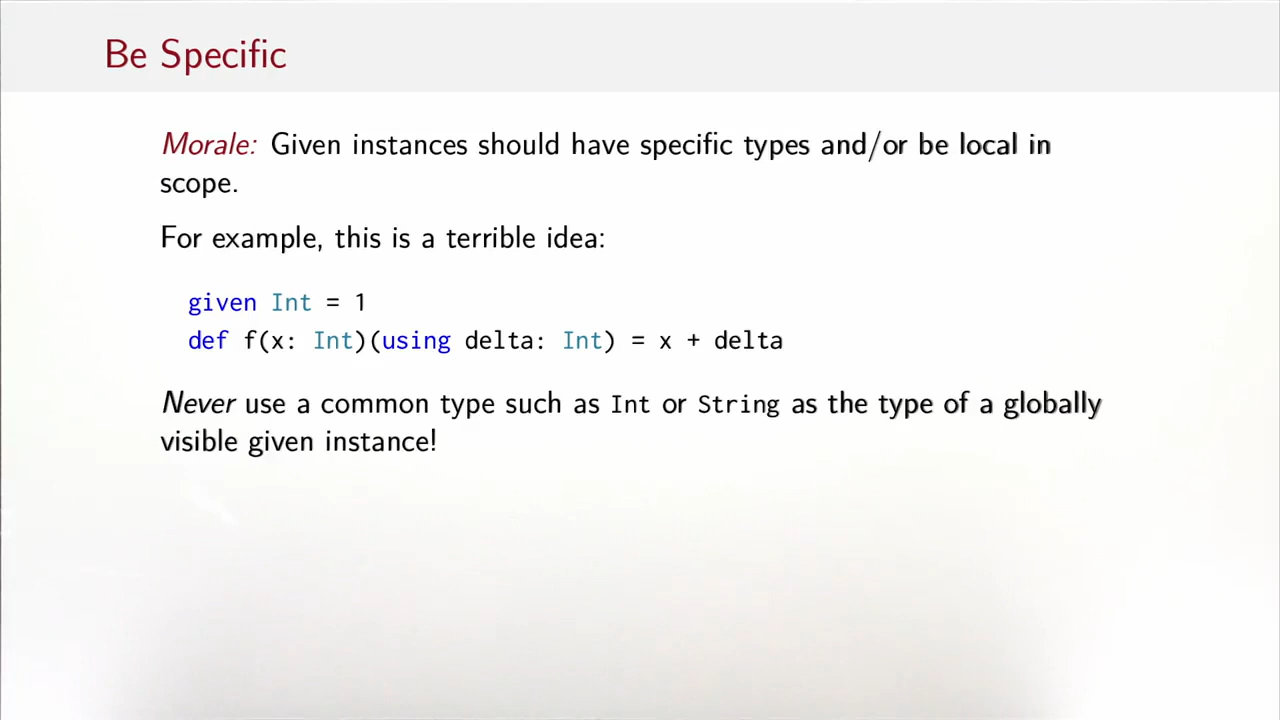 Be Specific
Morale: Given instances should have specific types and/or be local in
scope.
For example, this is a terrible idea:
given Int = 1
def f(x: Int)(using delta: Int) = x + delta
Never use a common type such as Int or String as the type of a globally
visible given instance!